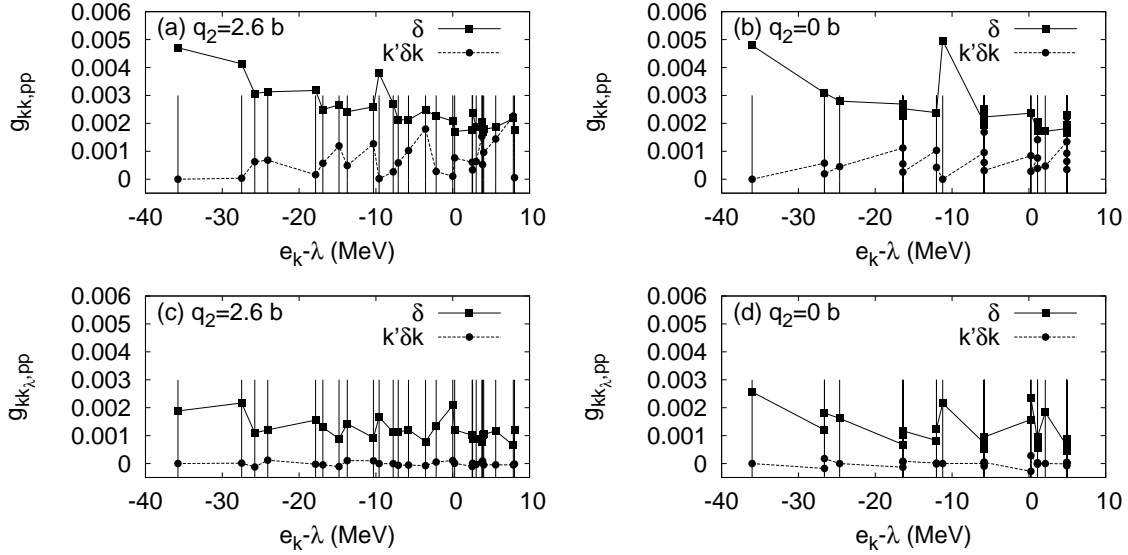 (a) q₂=2.6 b
δ
k'δk
g_kk,pp
0.006
0.005
0.004
0.003
0.002
0.001
0
-40 -30 -20 -10 0 10
e_k-λ (MeV)
(b) q₂=0 b
δ
k'δk
g_kk,pp
0.006
0.005
0.004
0.003
0.002
0.001
0
-40 -30 -20 -10 0 10
e_k-λ (MeV)
(c) q₂=2.6 b
δ
k'δk
g_kk_λ,pp
0.006
0.005
0.004
0.003
0.002
0.001
0
-40 -30 -20 -10 0 10
e_k-λ (MeV)
(d) q₂=0 b
δ
k'δk
g_kk_λ,pp
0.006
0.005
0.004
0.003
0.002
0.001
0
-40 -30 -20 -10 0 10
e_k-λ (MeV)